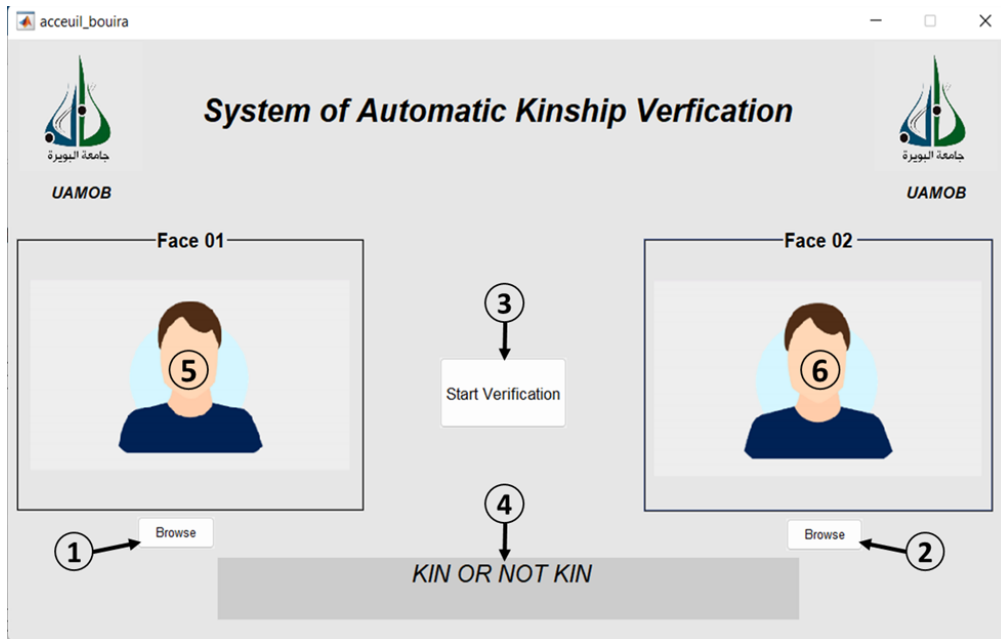 acceuil_bouira
System of Automatic Kinship Verfication
جامعة البويرة
جامعة البويرة
UAMOB
UAMOB
Face 01
Face 02
3
5
6
Start Verification
4
Browse
Browse
1
2
KIN OR NOT KIN